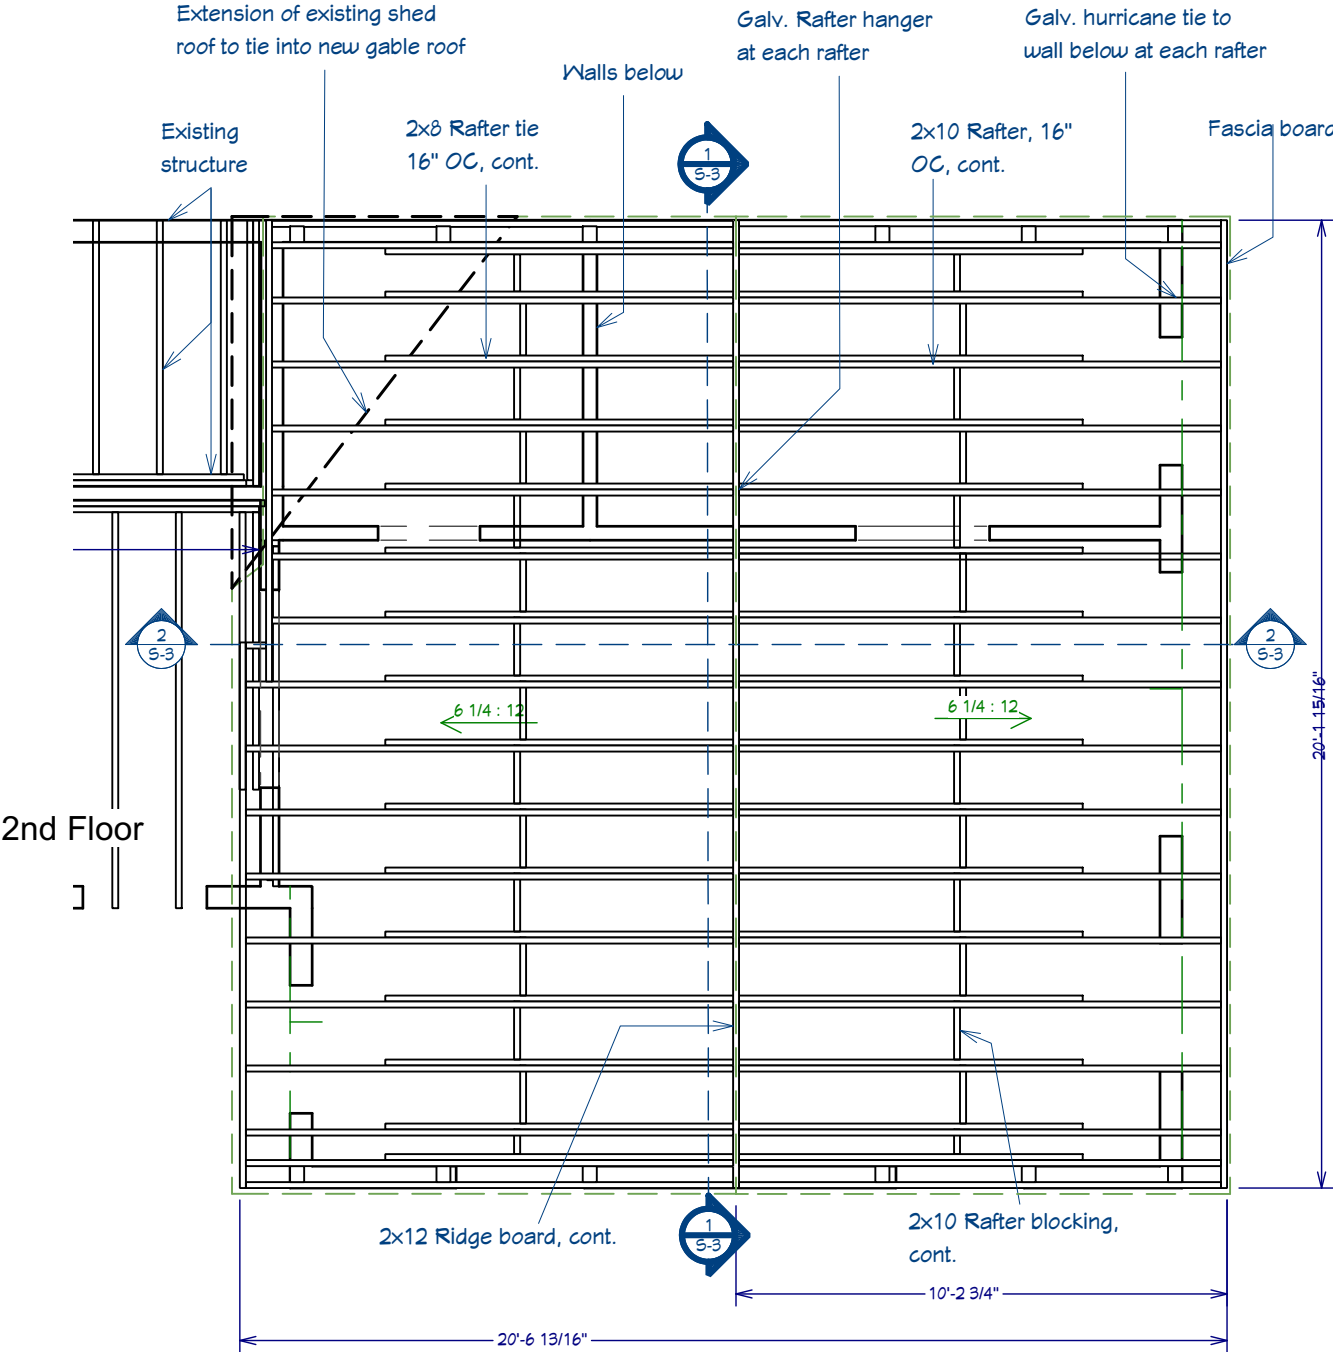 Extension of existing shed
roof to tie into new gable roof
Galv. Rafter hanger
at each rafter
Galv. hurricane tie to
wall below at each rafter
Walls below
Existing
structure
2x8 Rafter tie
16" OC, cont.
1
S-3
2x10 Rafter, 16"
OC, cont.
Fascia board
2
S-3
2
S-3
6 1/4 : 12
6 1/4 : 12
20'-1 15/16"
2nd Floor
2x12 Ridge board, cont.
1
S-3
2x10 Rafter blocking,
cont.
10'-2 3/4"
20'-6 13/16"